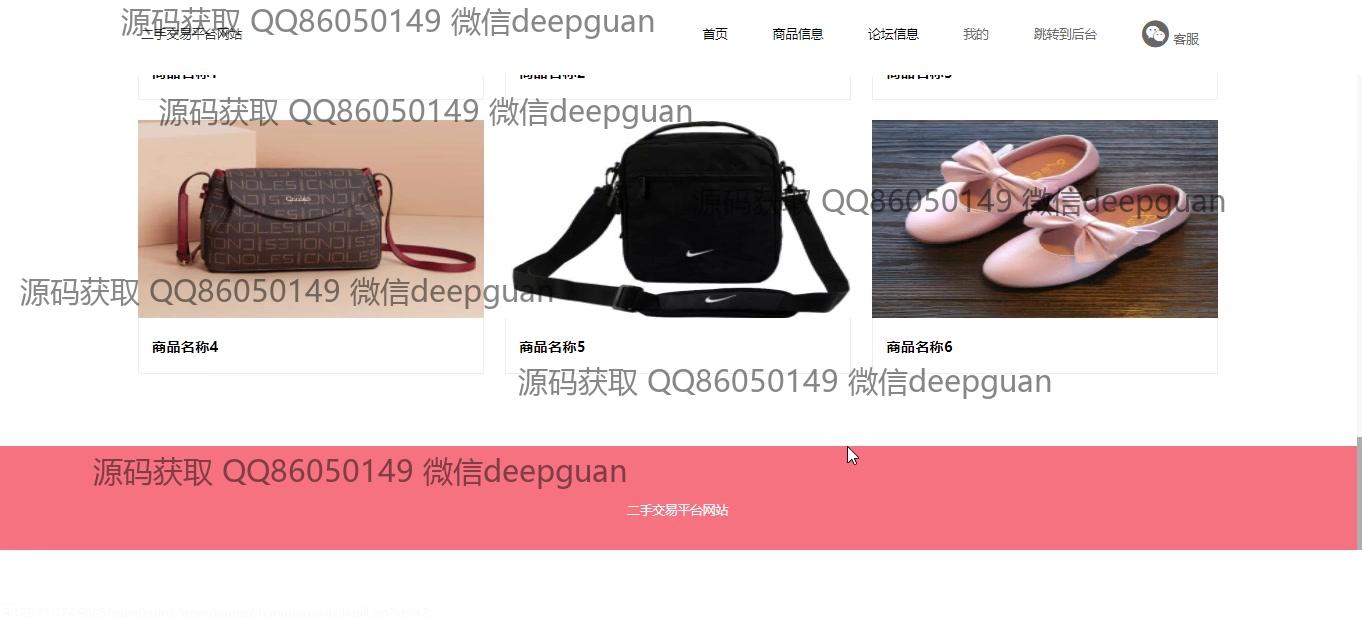 源码获取 QQ86050149 微信deepguan
二手交易平台网站
首页
商品信息
论坛信息
我的
跳转到后台
客服
商品名称1
商品名称2
商品名称3
源码获取 QQ86050149 微信deepguan
源码获取 QQ86050149 微信deepguan
源码获取 QQ86050149 微信deepguan
商品名称4
商品名称5
商品名称6
源码获取 QQ86050149 微信deepguan
源码获取 QQ86050149 微信deepguan
二手交易平台网站